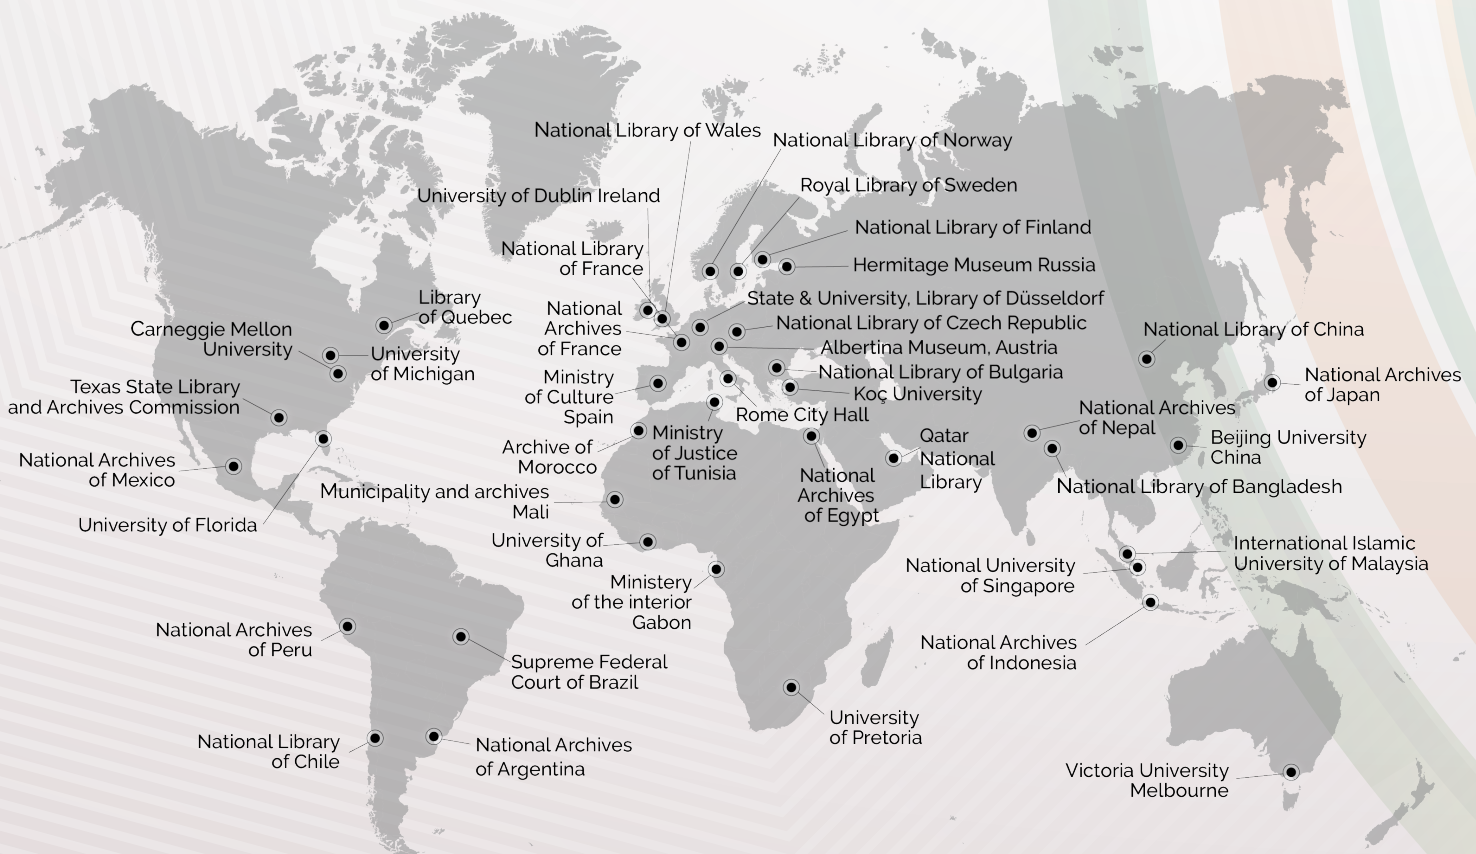 National Library of Wales
National Library of Norway
Royal Library of Sweden
University of Dublin Ireland
National Library of Finland
National Library
of France
Hermitage Museum Russia
Library
of Quebec
National
Archives
of France
State & University, Library of Düsseldorf
National Library of Czech Republic
Albertina Museum, Austria
National Library of China
Carneggie Mellon
University
University
of Michigan
Ministry
of Culture
Spain
National Library of Bulgaria
Koç University
National Archives
of Japan
Texas State Library
and Archives Commission
Rome City Hall
National Archives
of Nepal
Archive of
Morocco
Ministry
of Justice
of Tunisia
Qatar
National
Library
Beijing University
China
National Archives
of Mexico
National
Archives
of Egypt
National Library of Bangladesh
Municipality and archives
Mali
University of Florida
University of
Ghana
International Islamic
University of Malaysia
National University
of Singapore
Ministery
of the interior
Gabon
National Archives
of Peru
National Archives
of Indonesia
Supreme Federal
Court of Brazil
University
of Pretoria
National Library
of Chile
National Archives
of Argentina
Victoria University
Melbourne